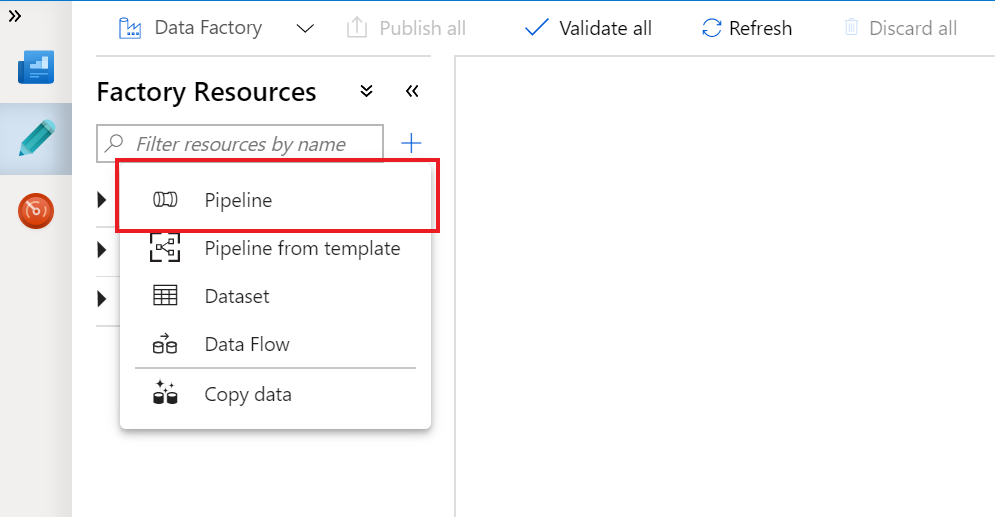 Data Factory Publish all Validate all Refresh Discard all
Factory Resources
Filter resources by name
Pipeline
Pipeline from template
Dataset
Data Flow
Copy data